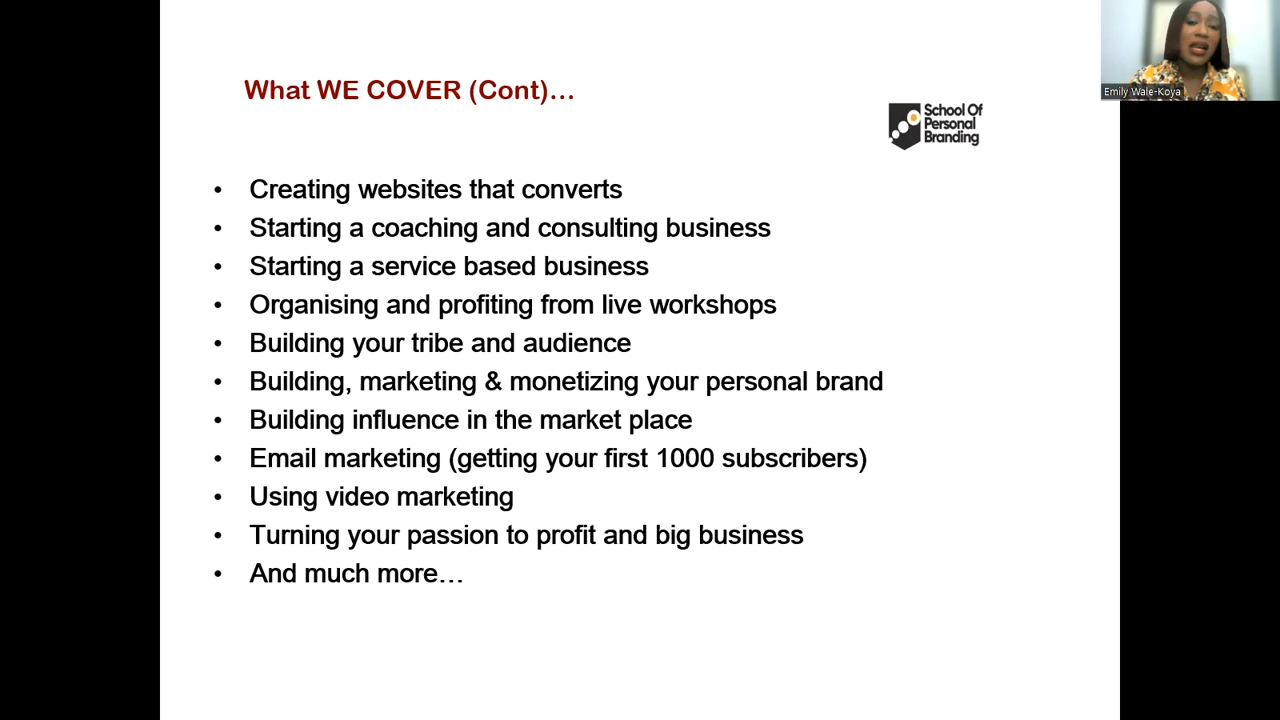 What WE COVER (Cont)…
Emily Wale-Koya
School Of
Personal
Branding
• Creating websites that converts
• Starting a coaching and consulting business
• Starting a service based business
• Organising and profiting from live workshops
• Building your tribe and audience
• Building, marketing & monetizing your personal brand
• Building influence in the market place
• Email marketing (getting your first 1000 subscribers)
• Using video marketing
• Turning your passion to profit and big business
• And much more…